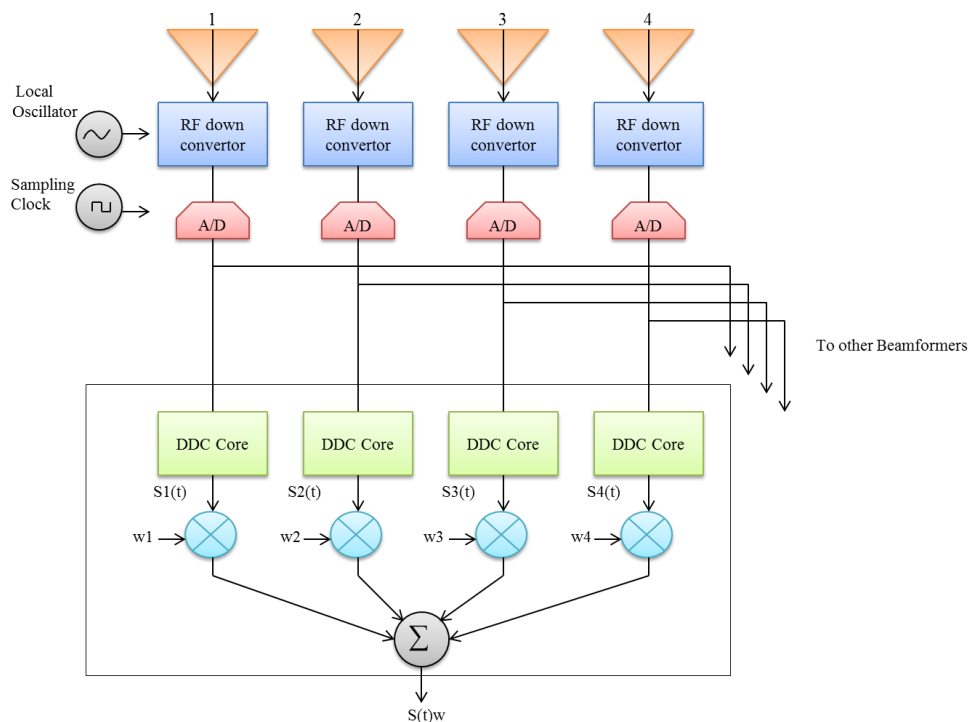 1
2
3
4
Local
Oscillator
RF down
convertor
RF down
convertor
RF down
convertor
RF down
convertor
Sampling
Clock
A/D
A/D
A/D
A/D
To other Beamformers
DDC Core
DDC Core
DDC Core
DDC Core
S1(t)
S2(t)
S3(t)
S4(t)
w1
w2
w3
w4
Σ
S(t)w